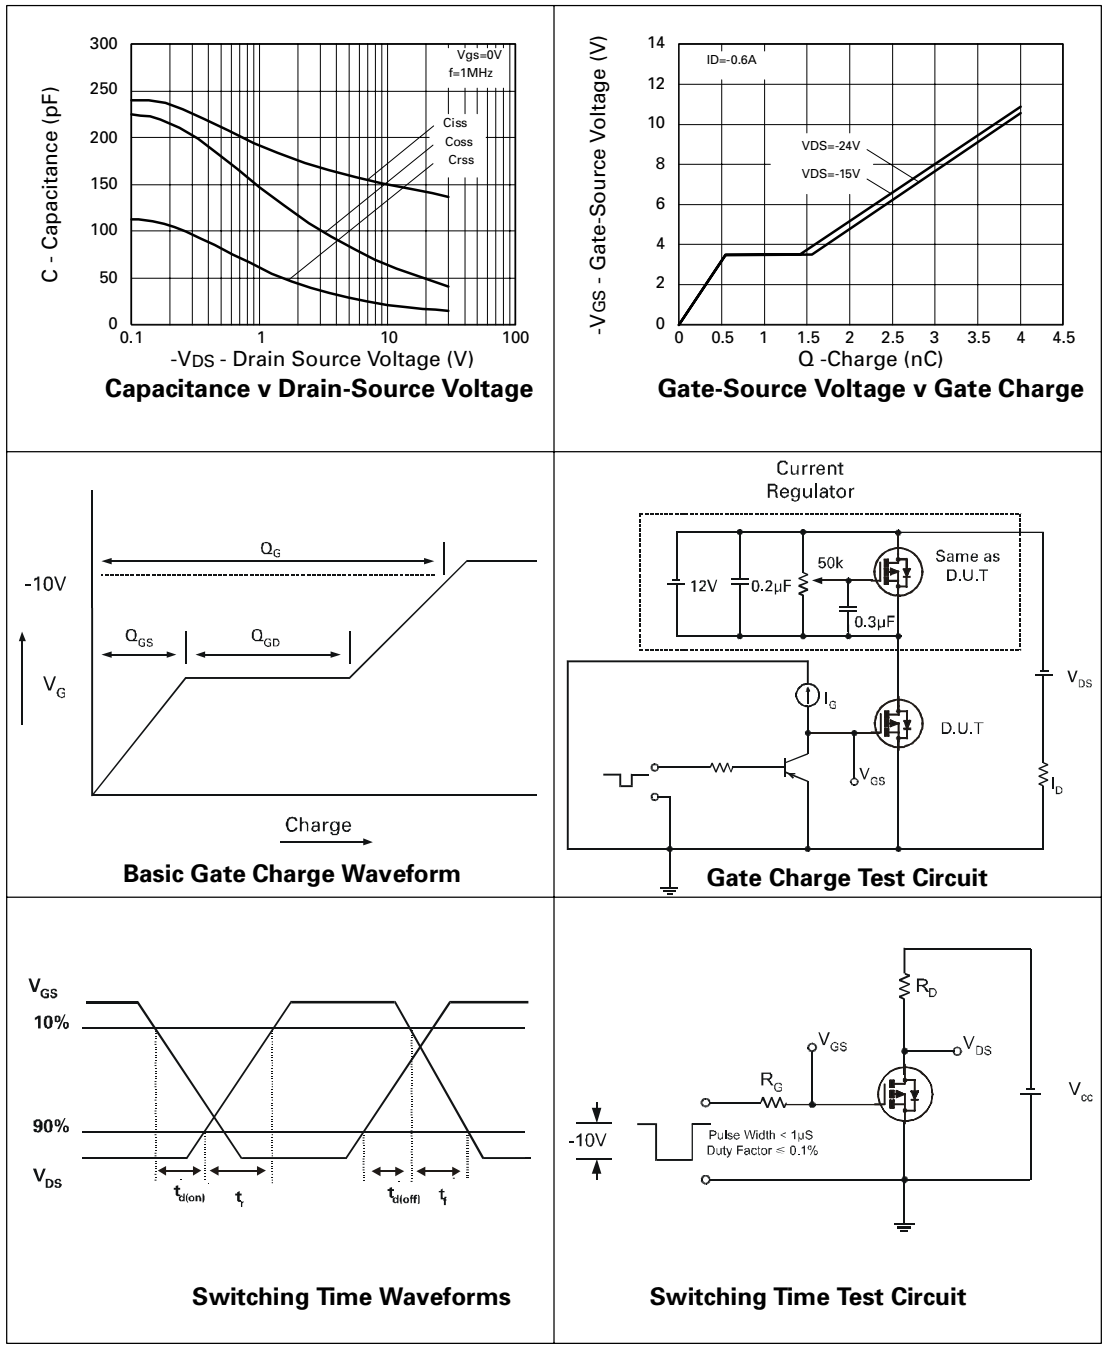 300
250
200
150
100
50
0
C - Capacitance (pF)
Vgs=0V
f=1MHz
Ciss
Coss
Crss
0.1
1
10
100
-VDS - Drain Source Voltage (V)
Capacitance v Drain-Source Voltage
14
12
10
8
6
4
2
0
-VGS - Gate-Source Voltage (V)
ID=-0.6A
VDS=-24V
VDS=-15V
0
0.5
1
1.5
2
2.5
3
0.5
4
4.5
Q -Charge (nC)
Gate-Source Voltage v Gate Charge
QG
-10V
QGS
QGD
VG
Charge
Basic Gate Charge Waveform
Current
Regulator
12V
0.2µF
50k
0.3µF
Same as
D.U.T
IG
VDS
D.U.T
VGS
ID
Gate Charge Test Circuit
VGS
10%
90%
VDS
td(on)
tr
td(off)
tf
Switching Time Waveforms
RD
VGS
VDS
RG
Vcc
-10V
Pulse Width < 1µS
Duty Factor ≤ 0.1%
Switching Time Test Circuit